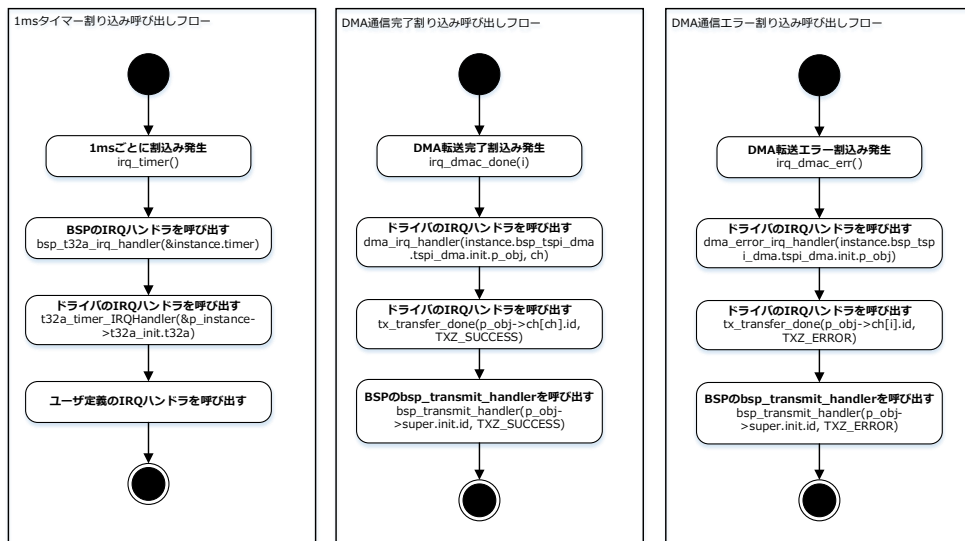 1msタイマー割り込み呼び出しフロー
1msごとに割込み発生
irq_timer()
BSPのIRQハンドラを呼び出す
bsp_t32a_irq_handler(&instance.timer)
ドライバのIRQハンドラを呼び出す
t32a_timer_IRQHandler(&p_instance-
>t32a_init.t32a)
ユーザ定義のIRQハンドラを呼び出す
DMA通信完了割り込み呼び出しフロー
DMA転送完了割込み発生
irq_dmac_done(i)
ドライバのIRQハンドラを呼び出す
dma_irq_handler(instance.bsp_tspi_dma
.tspi_dma.init.p_obj, ch)
ドライバのIRQハンドラを呼び出す
tx_transfer_done(p_obj->ch[ch].id,
TXZ_SUCCESS)
BSPのbsp_transmit_handlerを呼び出す
bsp_transmit_handler(p_obj-
>super.init.id, TXZ_SUCCESS)
DMA通信エラー割り込み呼び出しフロー
DMA転送エラー割込み発生
irq_dmac_err()
ドライバのIRQハンドラを呼び出す
dma_error_irq_handler(instance.bsp_tsp
i_dma.tspi_dma.init.p_obj)
ドライバのIRQハンドラを呼び出す
tx_transfer_done(p_obj->ch[i].id,
TXZ_ERROR)
BSPのbsp_transmit_handlerを呼び出す
bsp_transmit_handler(p_obj-
>super.init.id, TXZ_ERROR)